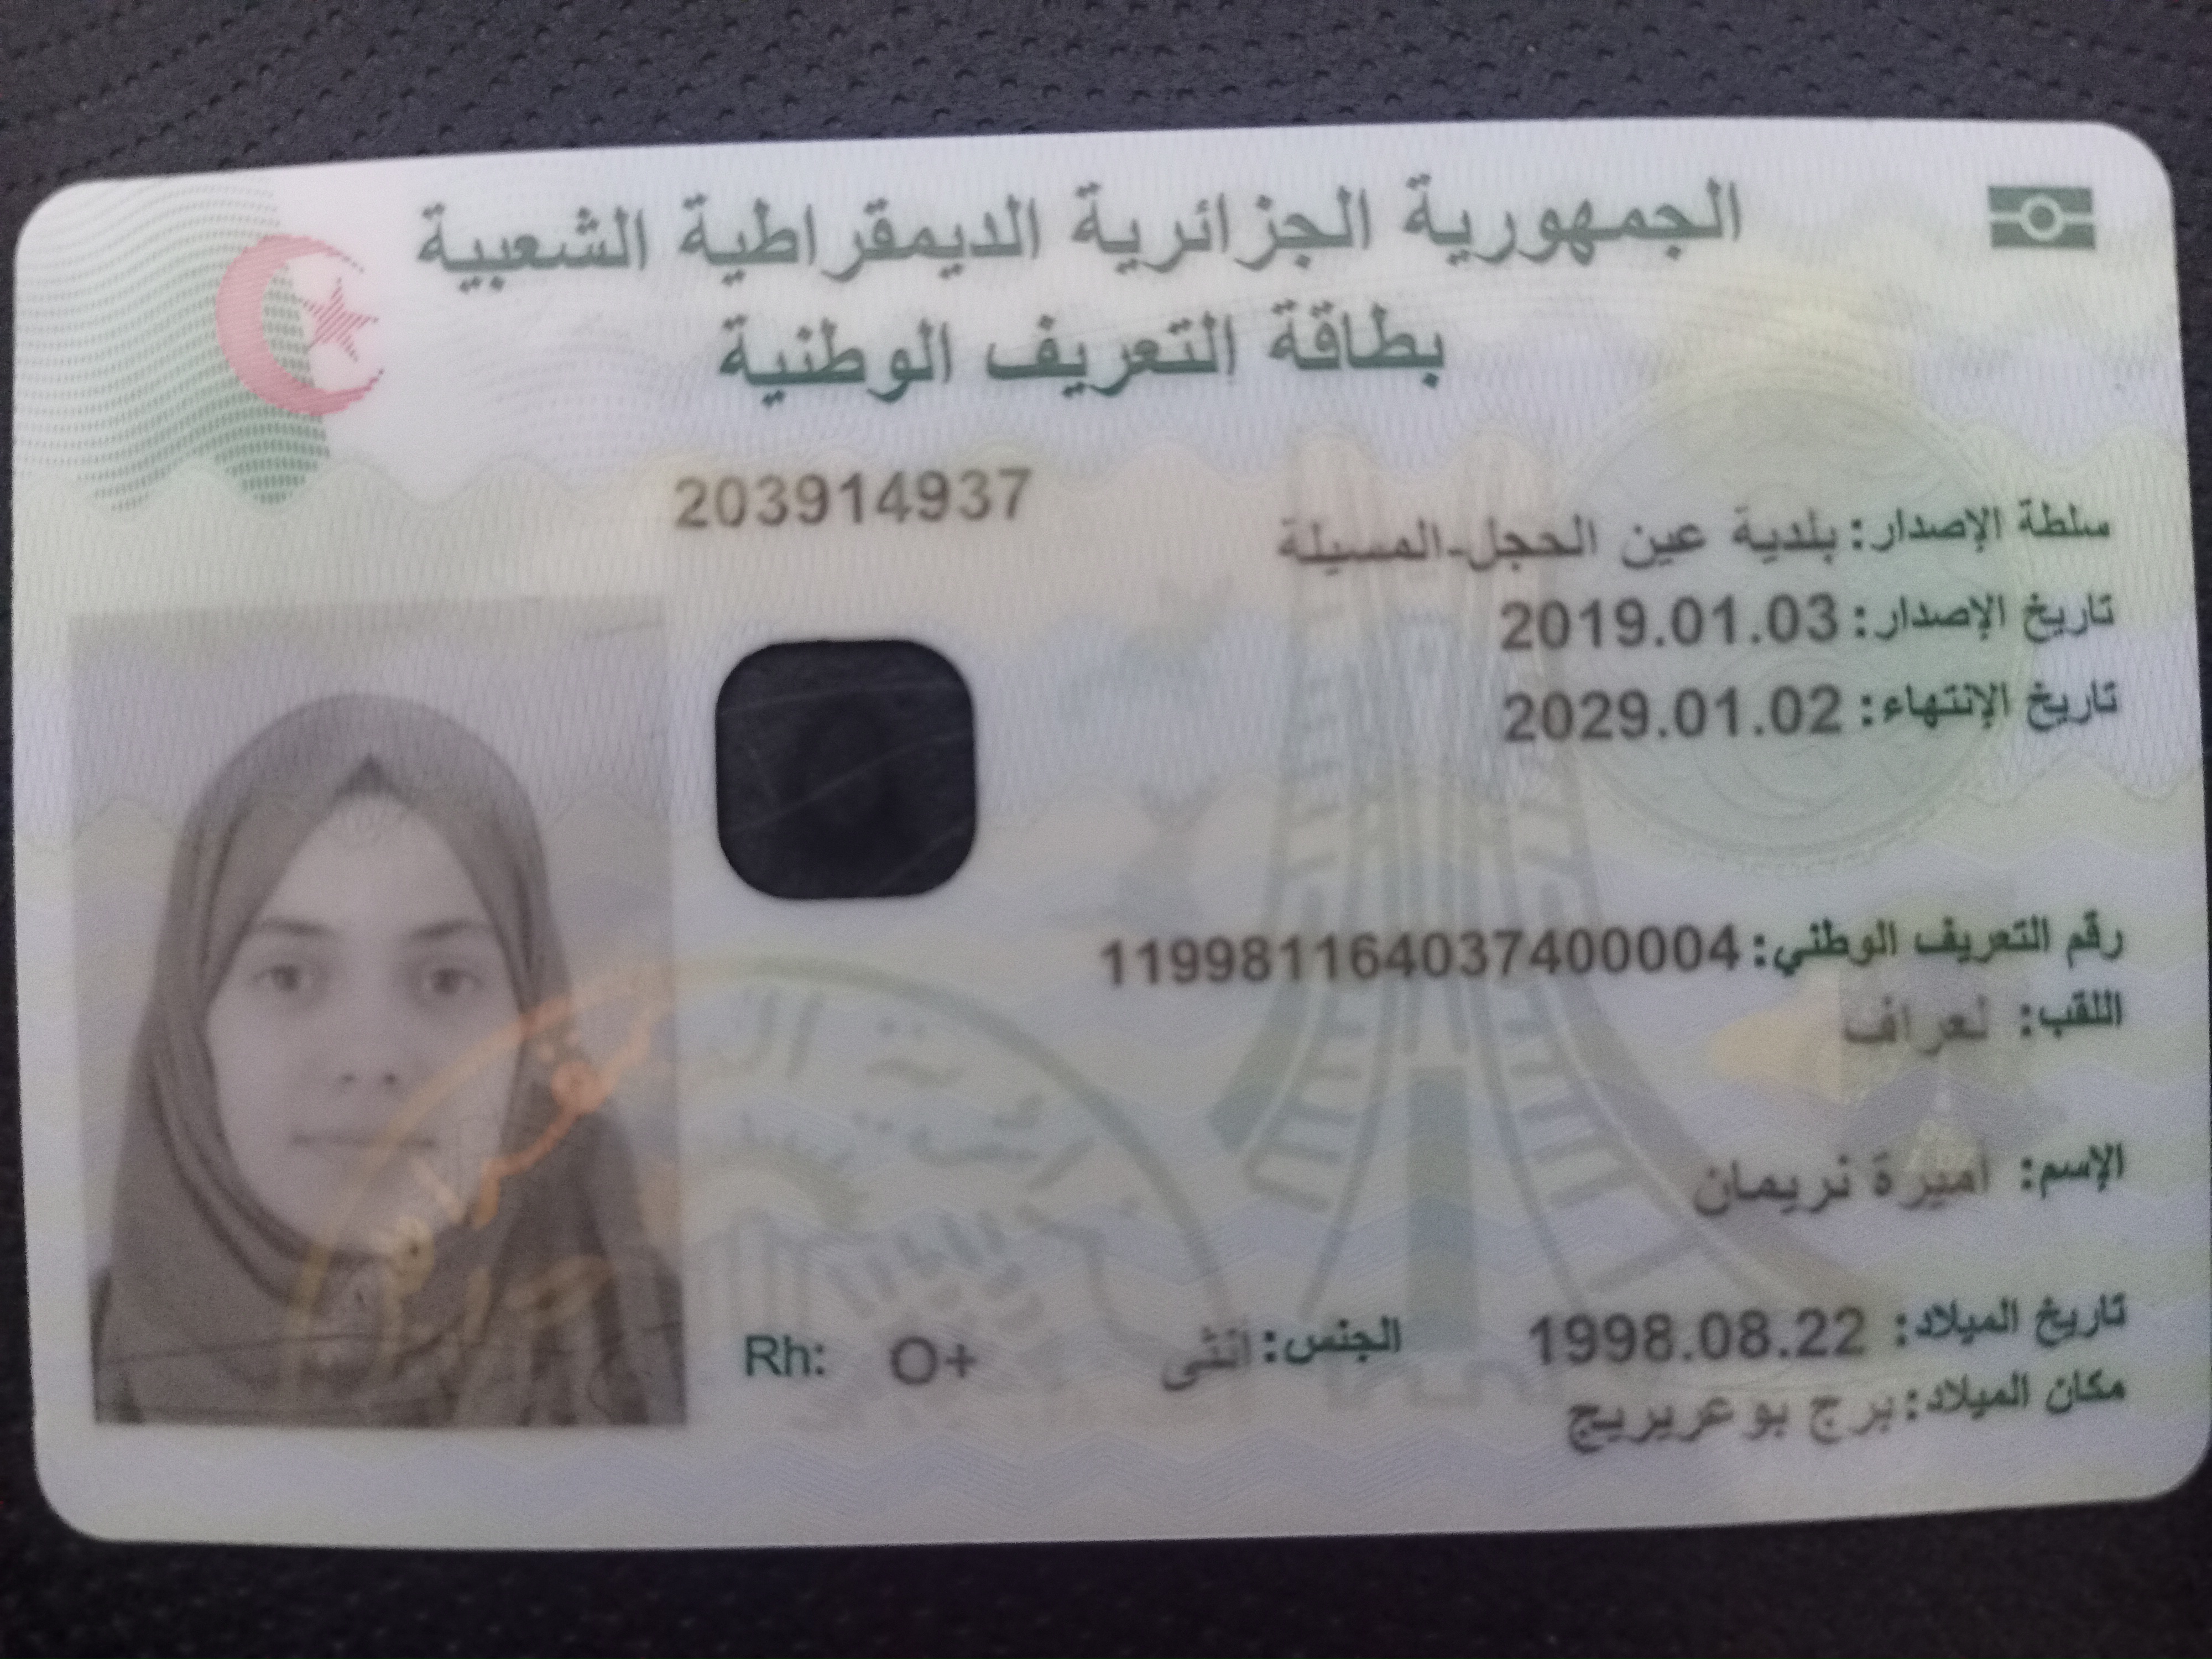 الجمهورية الجزائرية الديمقراطية الشعبية
بطاقة التعريف الوطنية
203914937
سلطة الإصدار: بلدية عين الحجل-المسيلة
تاريخ الإصدار: 2019.01.03
تاريخ الإنتهاء: 2029.01.02
رقم التعريف الوطني: 119981164037400004
اللقب: لعراف
الإسم: أميرة نريمان
تاريخ الميلاد: 1998.08.22
الجنس: أنثى
Rh: O+
مكان الميلاد: برج بوعريريج